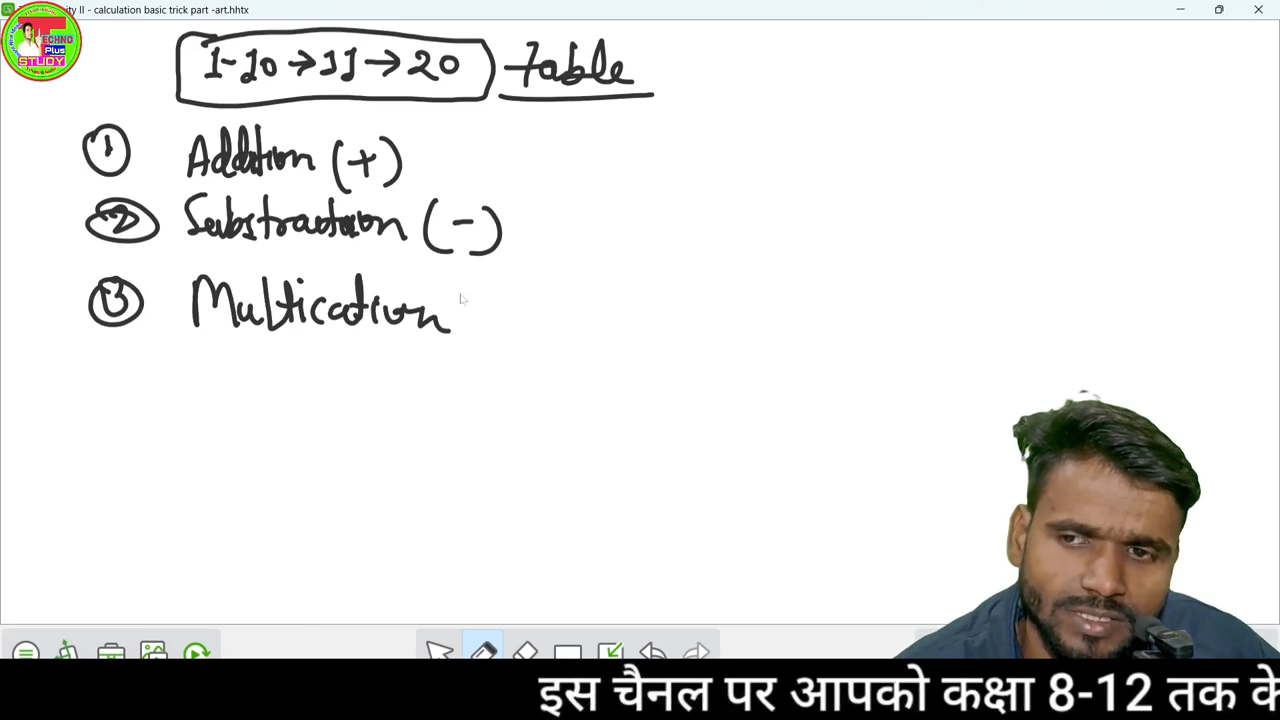 ity II - calculation basic trick part -art.hhtx
TECHNO
Plus
STUDY
1-10 → 11 → 20 Table
1 Addition (+)
2 Substraction (-)
3 Multication
इस चैनल पर आपको कक्षा 8-12 तक के